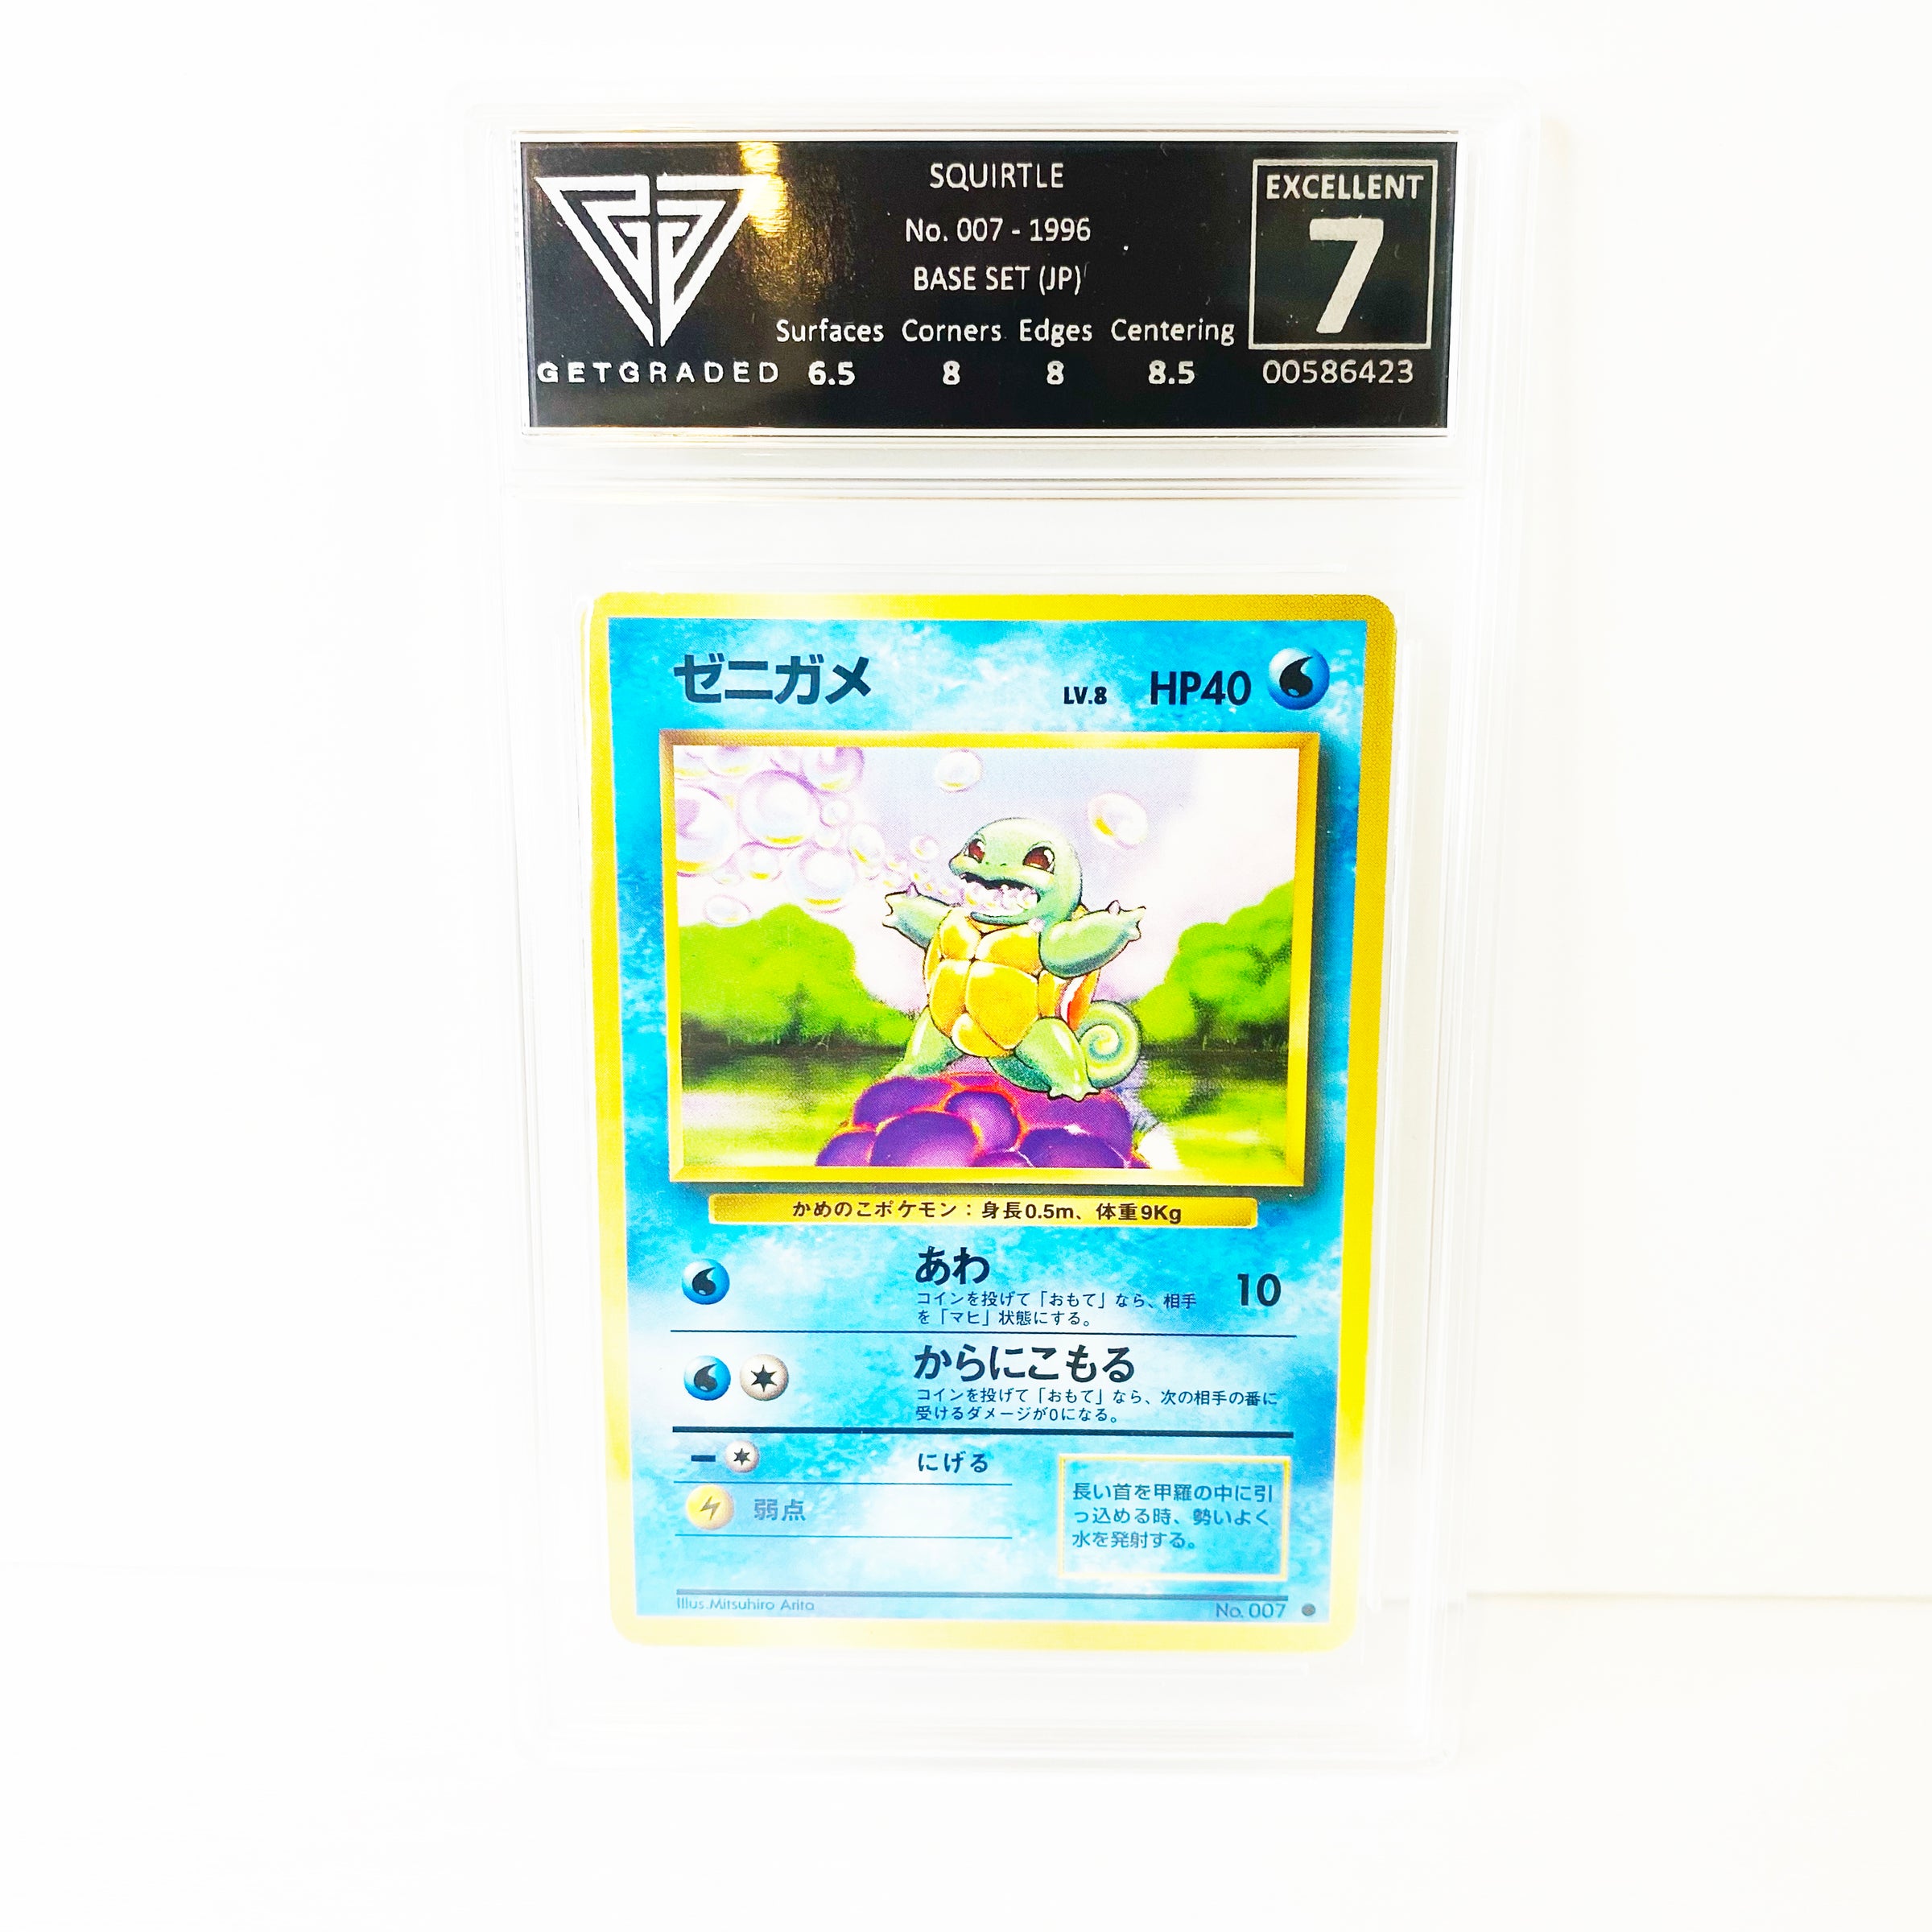 SQUIRTLE
No. 007 - 1996
BASE SET (JP)
EXCELLENT
7
Surfaces Corners Edges Centering
GETGRADED 6.5 8 8 8.5 00586423
ゼニガメ LV.8 HP40
かめのこポケモン：身長0.5m、体重9Kg
あわ 10
コインを投げて「おもて」なら、相手
を「マヒ」状態にする。
からにこもる
コインを投げて「おもて」なら、次の相手の番に
受けるダメージが0になる。
にげる
弱点
長い首を甲羅の中に引
っ込める時、勢いよく
水を発射する。
Illus.Mitsuhiro Arita No. 007